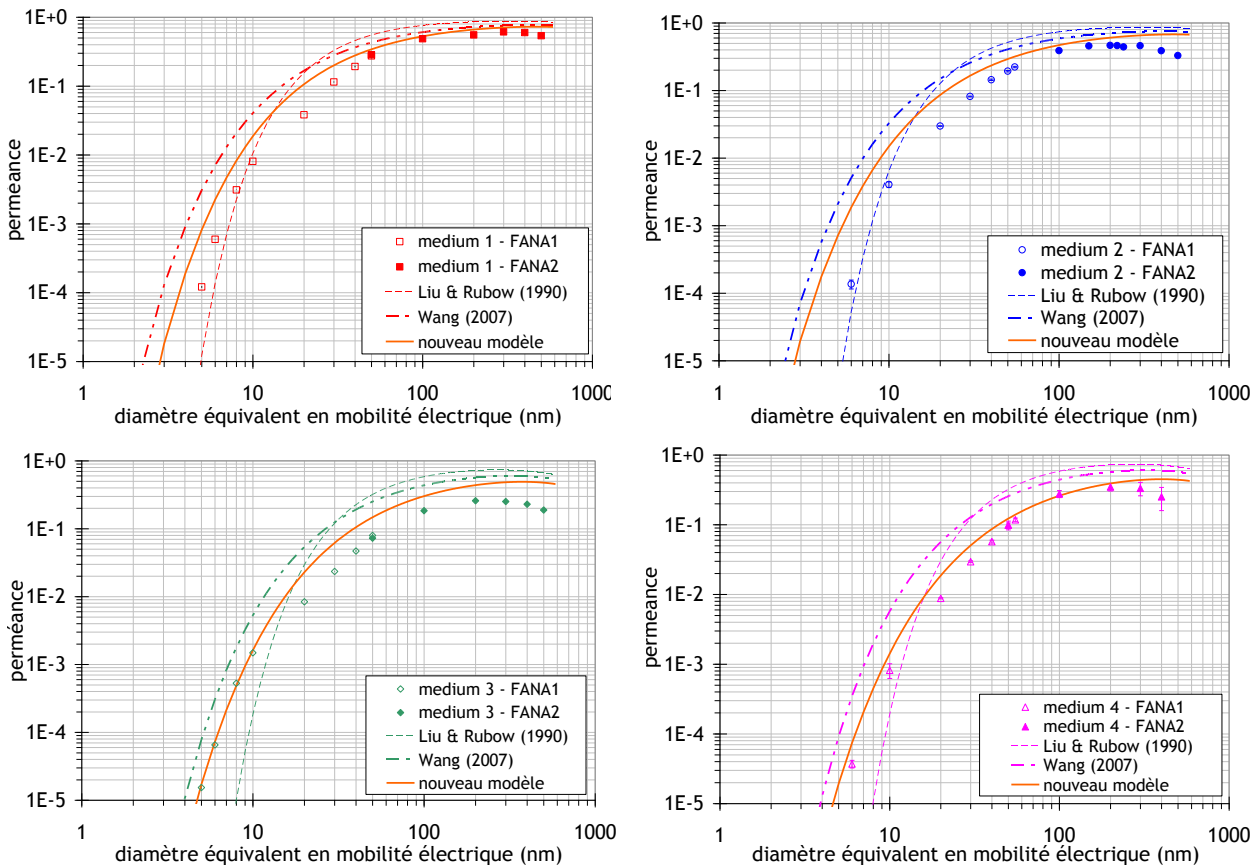 1E+0
1E-1
1E-2
1E-3
1E-4
1E-5
permeance
medium 1 - FANA1
medium 1 - FANA2
Liu & Rubow (1990)
Wang (2007)
nouveau modèle
1 10 100 1000
diamètre équivalent en mobilité électrique (nm)
1E+0
1E-1
1E-2
1E-3
1E-4
1E-5
permeance
medium 2 - FANA1
medium 2 - FANA2
Liu & Rubow (1990)
Wang (2007)
nouveau modèle
1 10 100 1000
diamètre équivalent en mobilité électrique (nm)
1E+0
1E-1
1E-2
1E-3
1E-4
1E-5
perméance
medium 3 - FANA1
medium 3 - FANA2
Liu & Rubow (1990)
Wang (2007)
nouveau modèle
1 10 100 1000
diamètre équivalent en mobilité électrique (nm)
1E+0
1E-1
1E-2
1E-3
1E-4
1E-5
permeance
medium 4 - FANA1
medium 4 - FANA2
Liu & Rubow (1990)
Wang (2007)
nouveau modèle
1 10 100 1000
diamètre équivalent en mobilité électrique (nm)